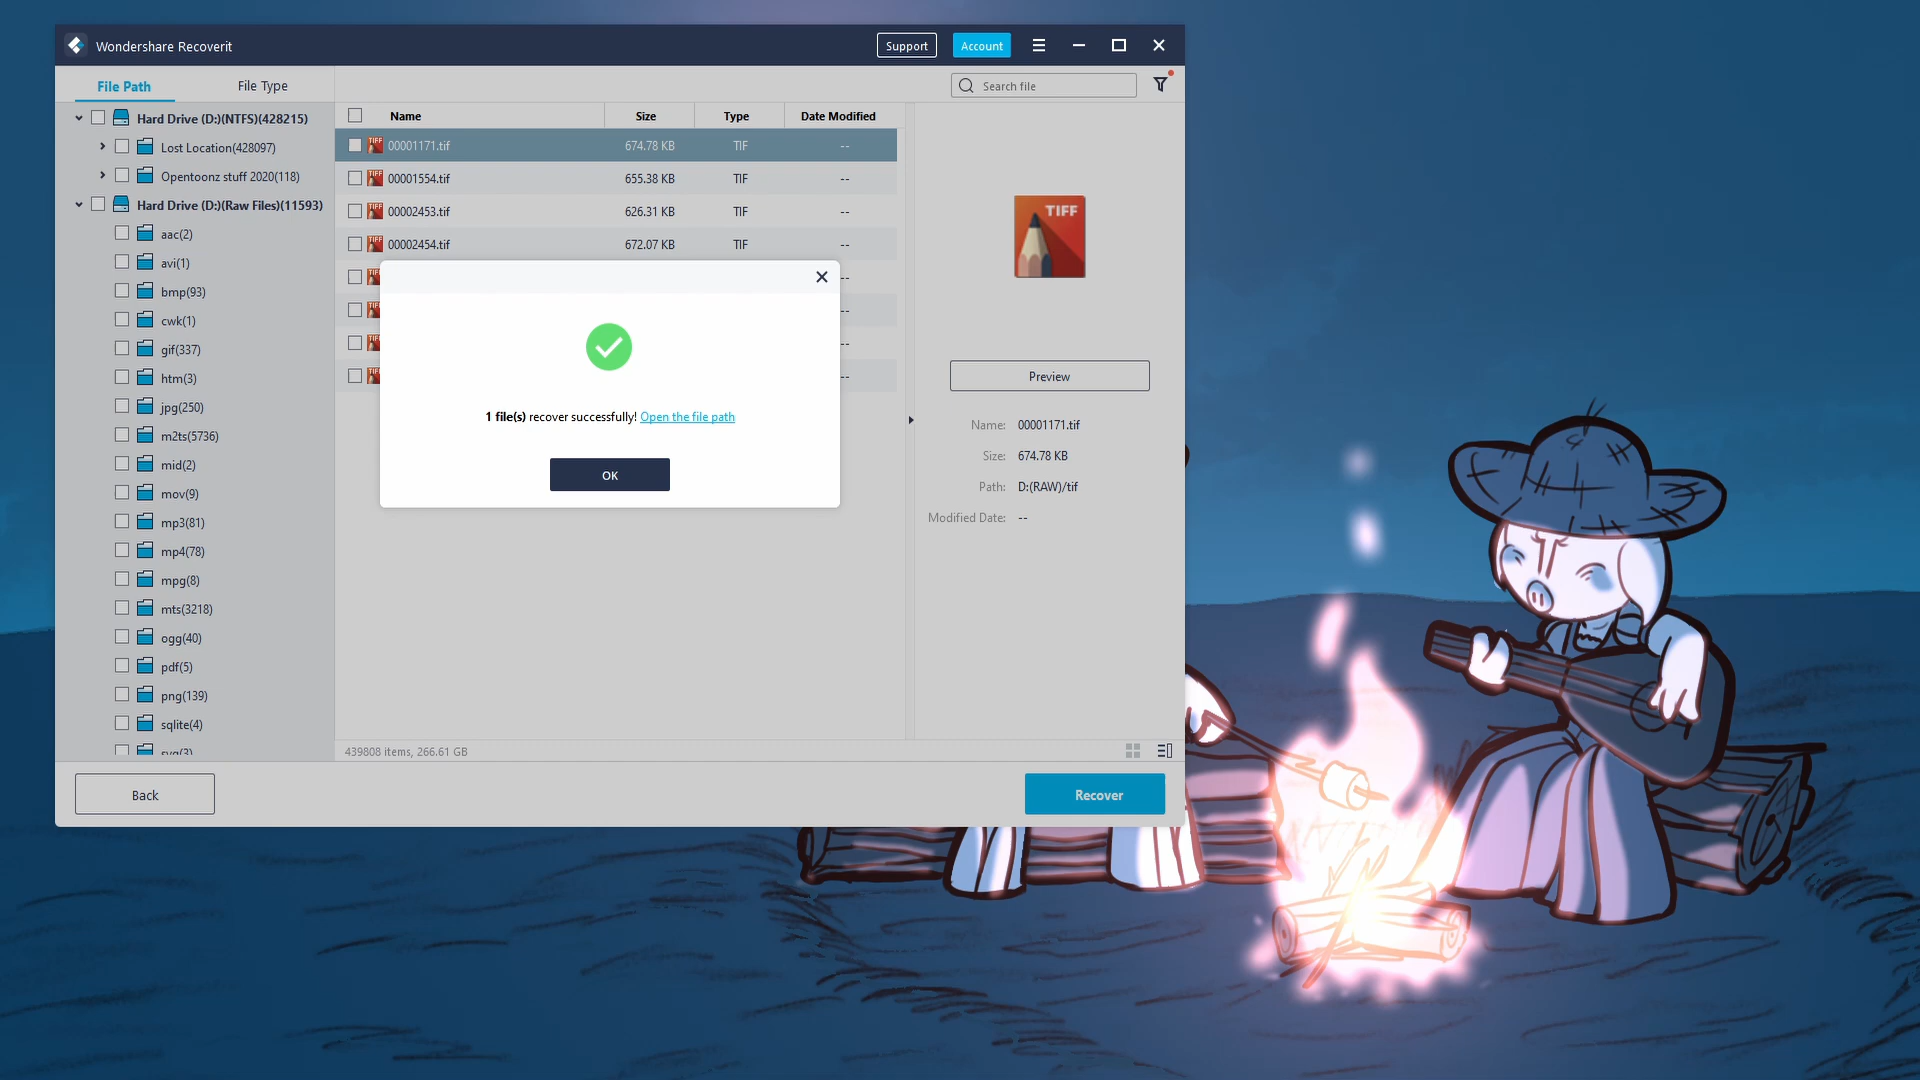 Wondershare Recoverit
Support
Account
File Path
File Type
Search file
Hard Drive (D:)(NTFS)(428215)
Lost Location(428097)
Opentoonz stuff 2020(118)
Hard Drive (D:)(Raw Files)(11593)
aac(2)
avi(1)
bmp(93)
cwk(1)
gif(337)
htm(3)
jpg(250)
m2ts(5736)
mid(2)
mov(9)
mp3(81)
mp4(78)
mpg(8)
mts(3218)
ogg(40)
pdf(5)
png(139)
sqlite(4)
Name Size Type Date Modified
00001171.tif 674.78 KB TIF --
00001554.tif 655.38 KB TIF --
00002453.tif 626.31 KB TIF --
00002454.tif 672.07 KB TIF --
--
--
--
--
1 file(s) recover successfully! Open the file path
OK
TIFF
Preview
Name: 00001171.tif
Size: 674.78 KB
Path: D:(RAW)/tif
Modified Date: --
439808 items, 266.61 GB
Back
Recover